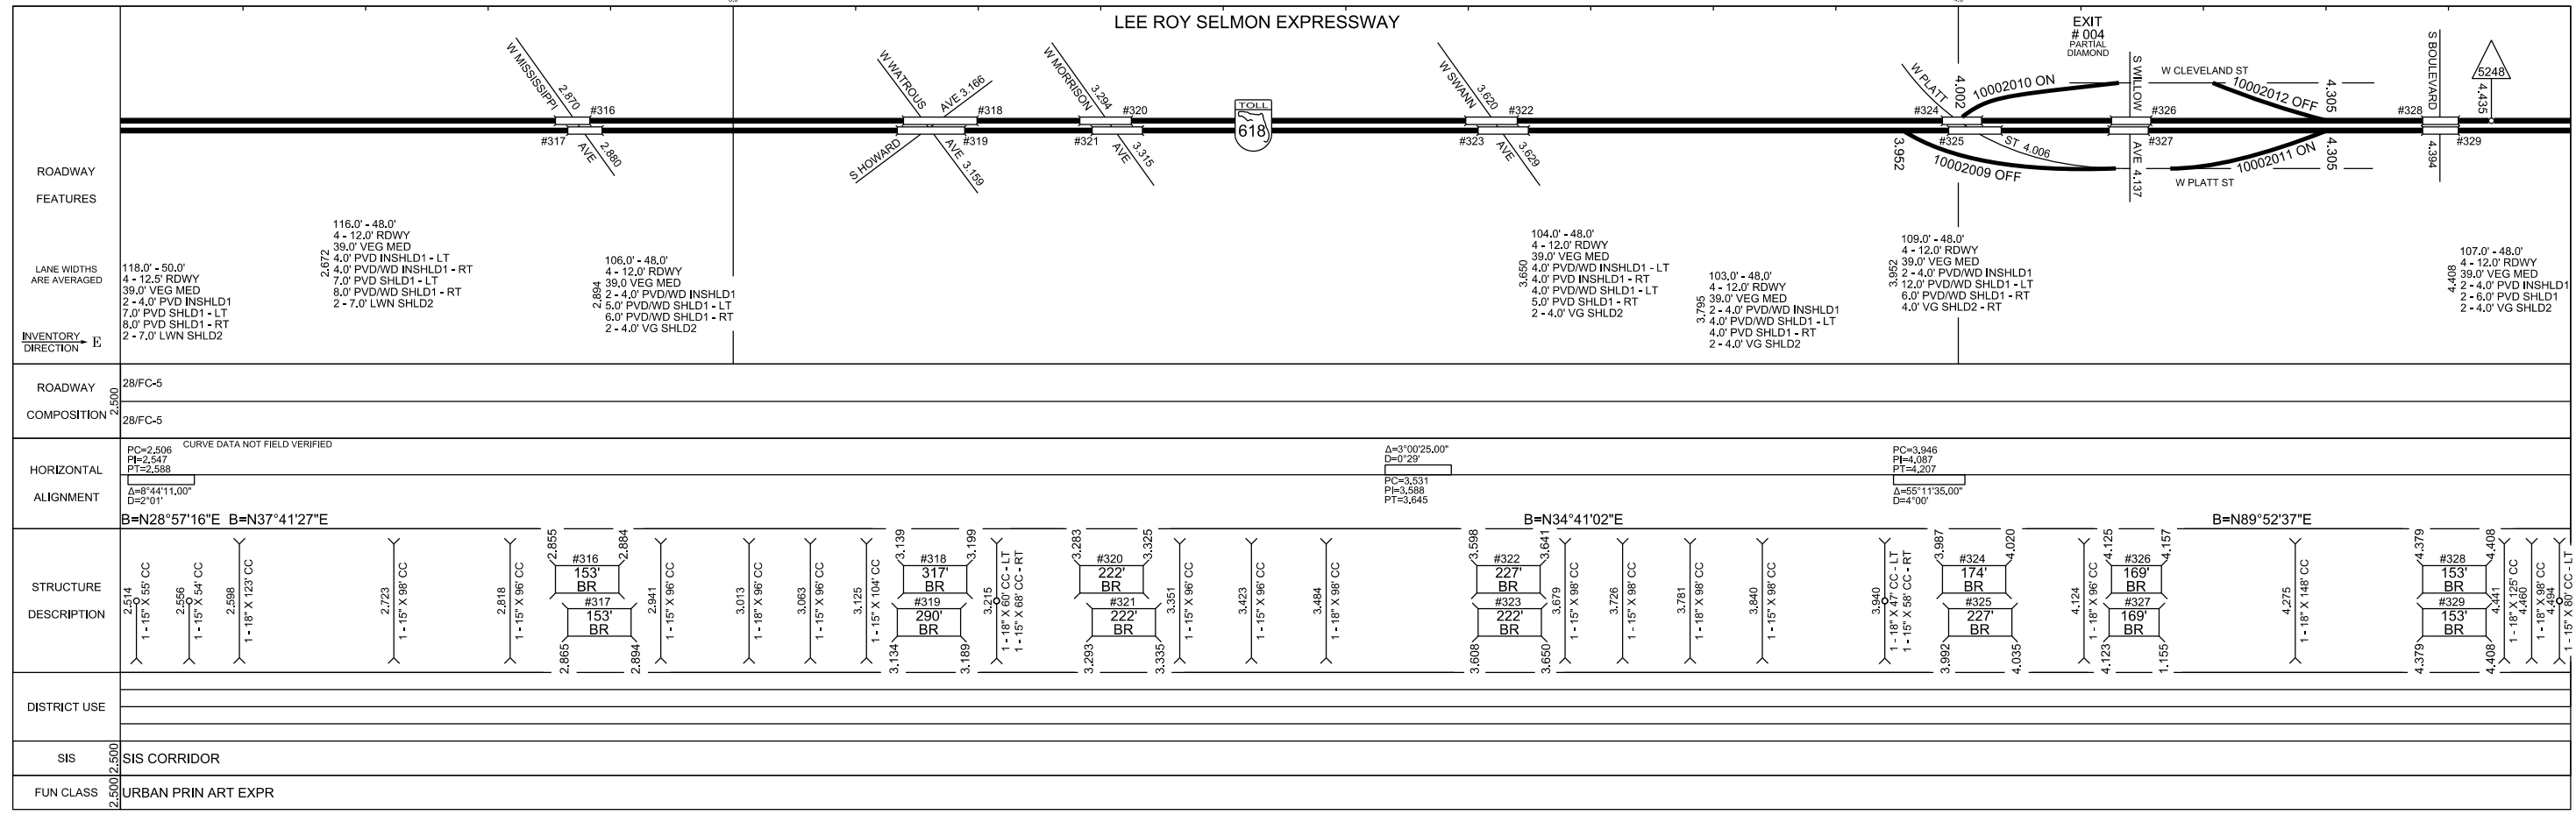 LEE ROY SELMON EXPRESSWAY
EXIT
# 004
PARTIAL
DIAMOND
W MISSISSIPPI
AVE
2.870
2.880
#316
#317
W WATROUS
AVE 3.159
S HOWARD
AVE 3.166
#318
#319
W MORRISON
AVE
3.294
3.315
#320
#321
TOLL
618
W SWANN
AVE
3.620
3.629
#322
#323
W PLATT
ST 4.006
4.002
3.952
#324
#325
10002010 ON
10002009 OFF
S WILLOW
AVE 4.137
#326
#327
W CLEVELAND ST
W PLATT ST
10002012 OFF
10002011 ON
4.305
4.305
S BOULEVARD
4.394
#328
#329
5248
4.435
ROADWAY
FEATURES
LANE WIDTHS
ARE AVERAGED
INVENTORY
DIRECTION
E
118.0' - 50.0'
4 - 12.5' RDWY
39.0' VEG MED
2 - 4.0' PVD INSHLD1
7.0' PVD SHLD1 - LT
8.0' PVD SHLD1 - RT
2 - 7.0' LWN SHLD2
2.672
116.0' - 48.0'
4 - 12.0' RDWY
39.0' VEG MED
4.0' PVD INSHLD1 - LT
4.0' PVD/WD INSHLD1 - RT
7.0' PVD SHLD1 - LT
8.0' PVD/WD SHLD1 - RT
2 - 7.0' LWN SHLD2
2.894
106.0' - 48.0'
4 - 12.0' RDWY
39.0 VEG MED
2 - 4.0' PVD/WD INSHLD1
5.0' PVD/WD SHLD1 - LT
6.0' PVD/WD SHLD1 - RT
2 - 4.0' VG SHLD2
3.650
104.0' - 48.0'
4 - 12.0' RDWY
39.0' VEG MED
4.0' PVD/WD INSHLD1 - LT
4.0' PVD INSHLD1 - RT
4.0' PVD/WD SHLD1 - LT
5.0' PVD SHLD1 - RT
2 - 4.0' VG SHLD2
3.795
103.0' - 48.0'
4 - 12.0' RDWY
39.0' VEG MED
2 - 4.0' PVD/WD INSHLD1
4.0' PVD/WD SHLD1 - LT
4.0' PVD SHLD1 - RT
2 - 4.0' VG SHLD2
3.952
109.0' - 48.0'
4 - 12.0' RDWY
39.0' VEG MED
2 - 4.0' PVD/WD INSHLD1
12.0' PVD/WD SHLD1 - LT
6.0' PVD/WD SHLD1 - RT
4.0' VG SHLD2 - RT
4.408
107.0' - 48.0'
4 - 12.0' RDWY
39.0' VEG MED
2 - 4.0' PVD INSHLD1
2 - 6.0' PVD SHLD1
2 - 4.0' VG SHLD2
ROADWAY
COMPOSITION
2.500
28/FC-5
28/FC-5
HORIZONTAL
ALIGNMENT
PC=2.506
PI=2.547
PT=2.588
CURVE DATA NOT FIELD VERIFIED
Δ=8°44'11.00"
D=2°01'
B=N28°57'16"E B=N37°41'27"E
Δ=3°00'25.00"
D=0°29'
PC=3.531
PI=3.588
PT=3.645
B=N34°41'02"E
PC=3.946
PI=4.087
PT=4.207
Δ=55°11'35.00"
D=4°00'
B=N89°52'37"E
STRUCTURE
DESCRIPTION
2.514
1 - 15" X 55' CC
2.556
1 - 15" X 54' CC
2.598
1 - 18" X 123' CC
2.723
1 - 15" X 98' CC
2.818
1 - 15" X 96' CC
2.855
2.884
#316
153'
BR
#317
153'
BR
2.865
2.894
2.941
1 - 15" X 96' CC
3.013
1 - 15" X 96' CC
3.063
1 - 15" X 96' CC
3.125
1 - 15" X 104' CC
3.139
3.199
#318
317'
BR
#319
290'
BR
3.134
3.189
3.215
1 - 18" X 60' CC - LT
1 - 15" X 68' CC - RT
3.283
3.325
#320
222'
BR
#321
222'
BR
3.293
3.335
3.351
1 - 15" X 96' CC
3.423
1 - 15" X 96' CC
3.484
1 - 18" X 98' CC
3.598
3.641
#322
227'
BR
#323
222'
BR
3.608
3.650
3.679
1 - 15" X 98' CC
3.726
1 - 15" X 98' CC
3.781
1 - 18" X 98' CC
3.840
1 - 18" X 98' CC
3.940
1 - 18" X 47' CC - LT
1 - 15" X 58' CC - RT
3.987
4.020
#324
174'
BR
#325
227'
BR
3.992
4.035
4.124
1 - 18" X 96' CC
4.125
4.157
#326
169'
BR
#327
169'
BR
4.123
1.155
4.275
1 - 18" X 148' CC
4.379
4.408
#328
153'
BR
#329
153'
BR
4.379
4.408
4.441
1 - 18" X 125' CC
4.460
1 - 18" X 98' CC
4.494
1 - 15" X 80' CC - LT
DISTRICT USE
SIS
2.500
SIS CORRIDOR
FUN CLASS
2.500
URBAN PRIN ART EXPR